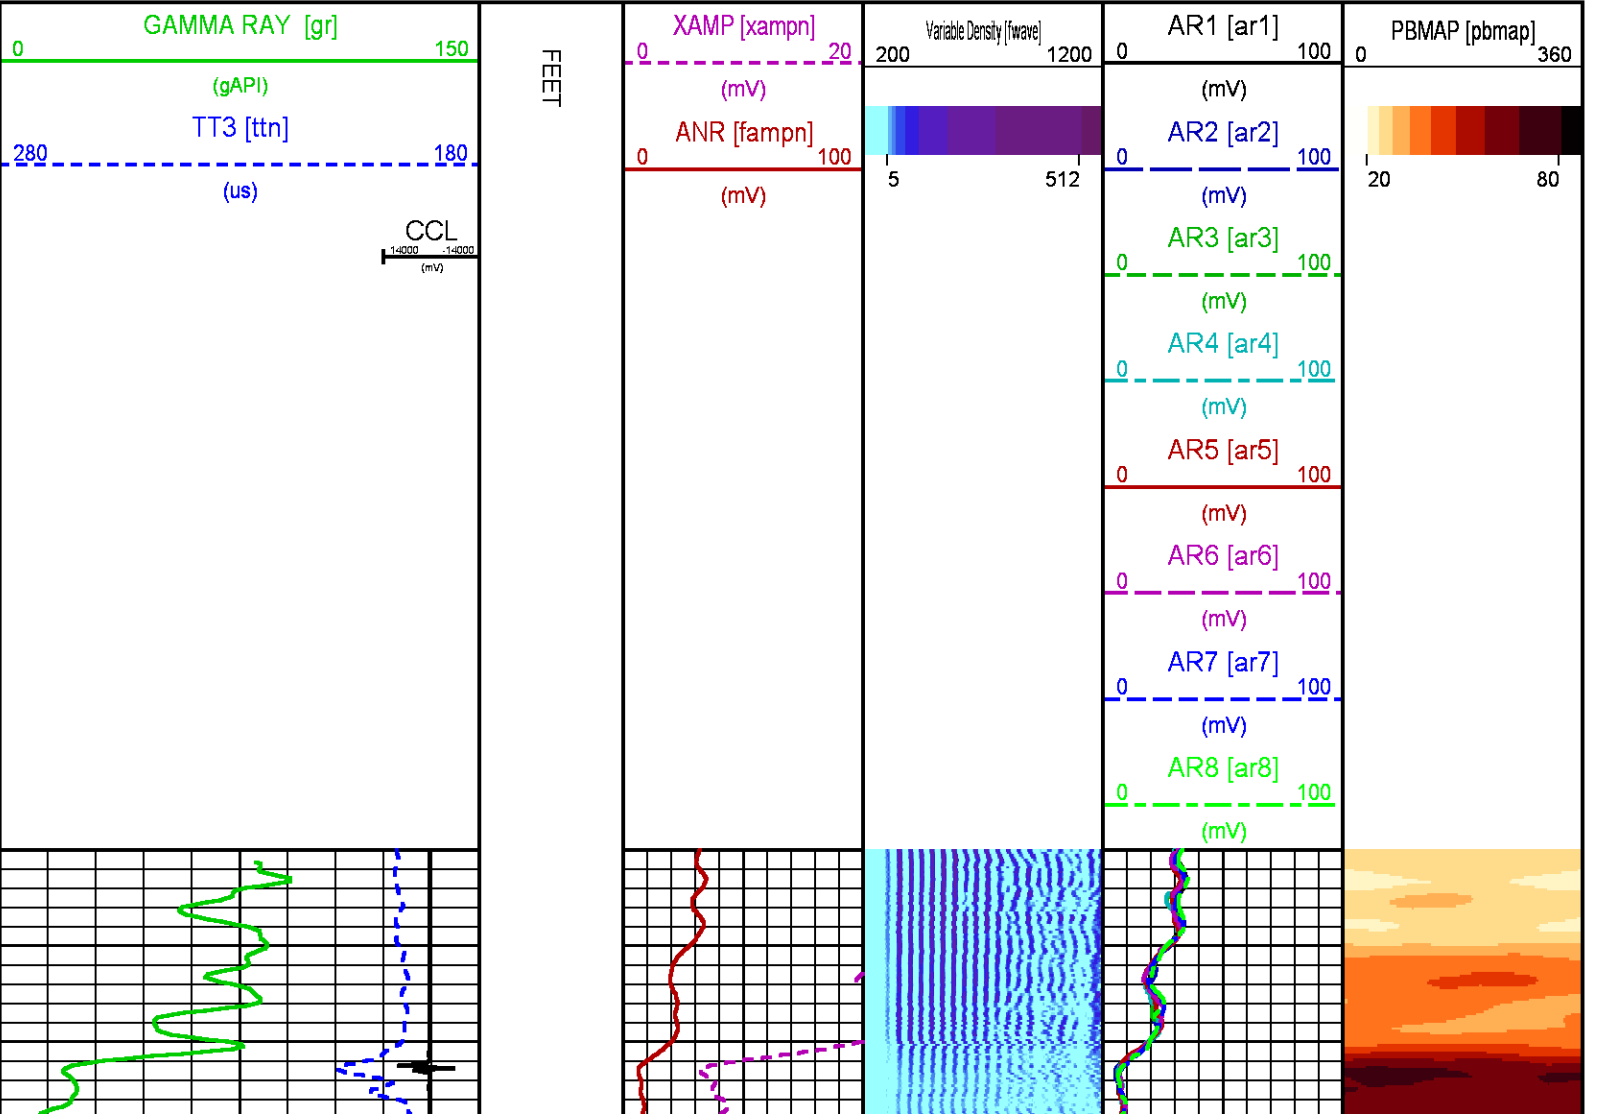 GAMMA RAY [gr]
0 150
(gAPI)
TT3 [ttn]
280 180
(us)
CCL
14000 -14000
(mV)
FEET
XAMP [xampn]
0 20
(mV)
ANR [fampn]
0 100
(mV)
Variable Density [fwave]
200 1200
5 512
AR1 [ar1]
0 100
(mV)
AR2 [ar2]
0 100
(mV)
AR3 [ar3]
0 100
(mV)
AR4 [ar4]
0 100
(mV)
AR5 [ar5]
0 100
(mV)
AR6 [ar6]
0 100
(mV)
AR7 [ar7]
0 100
(mV)
AR8 [ar8]
0 100
(mV)
PBMAP [pbmap]
0 360
20 80